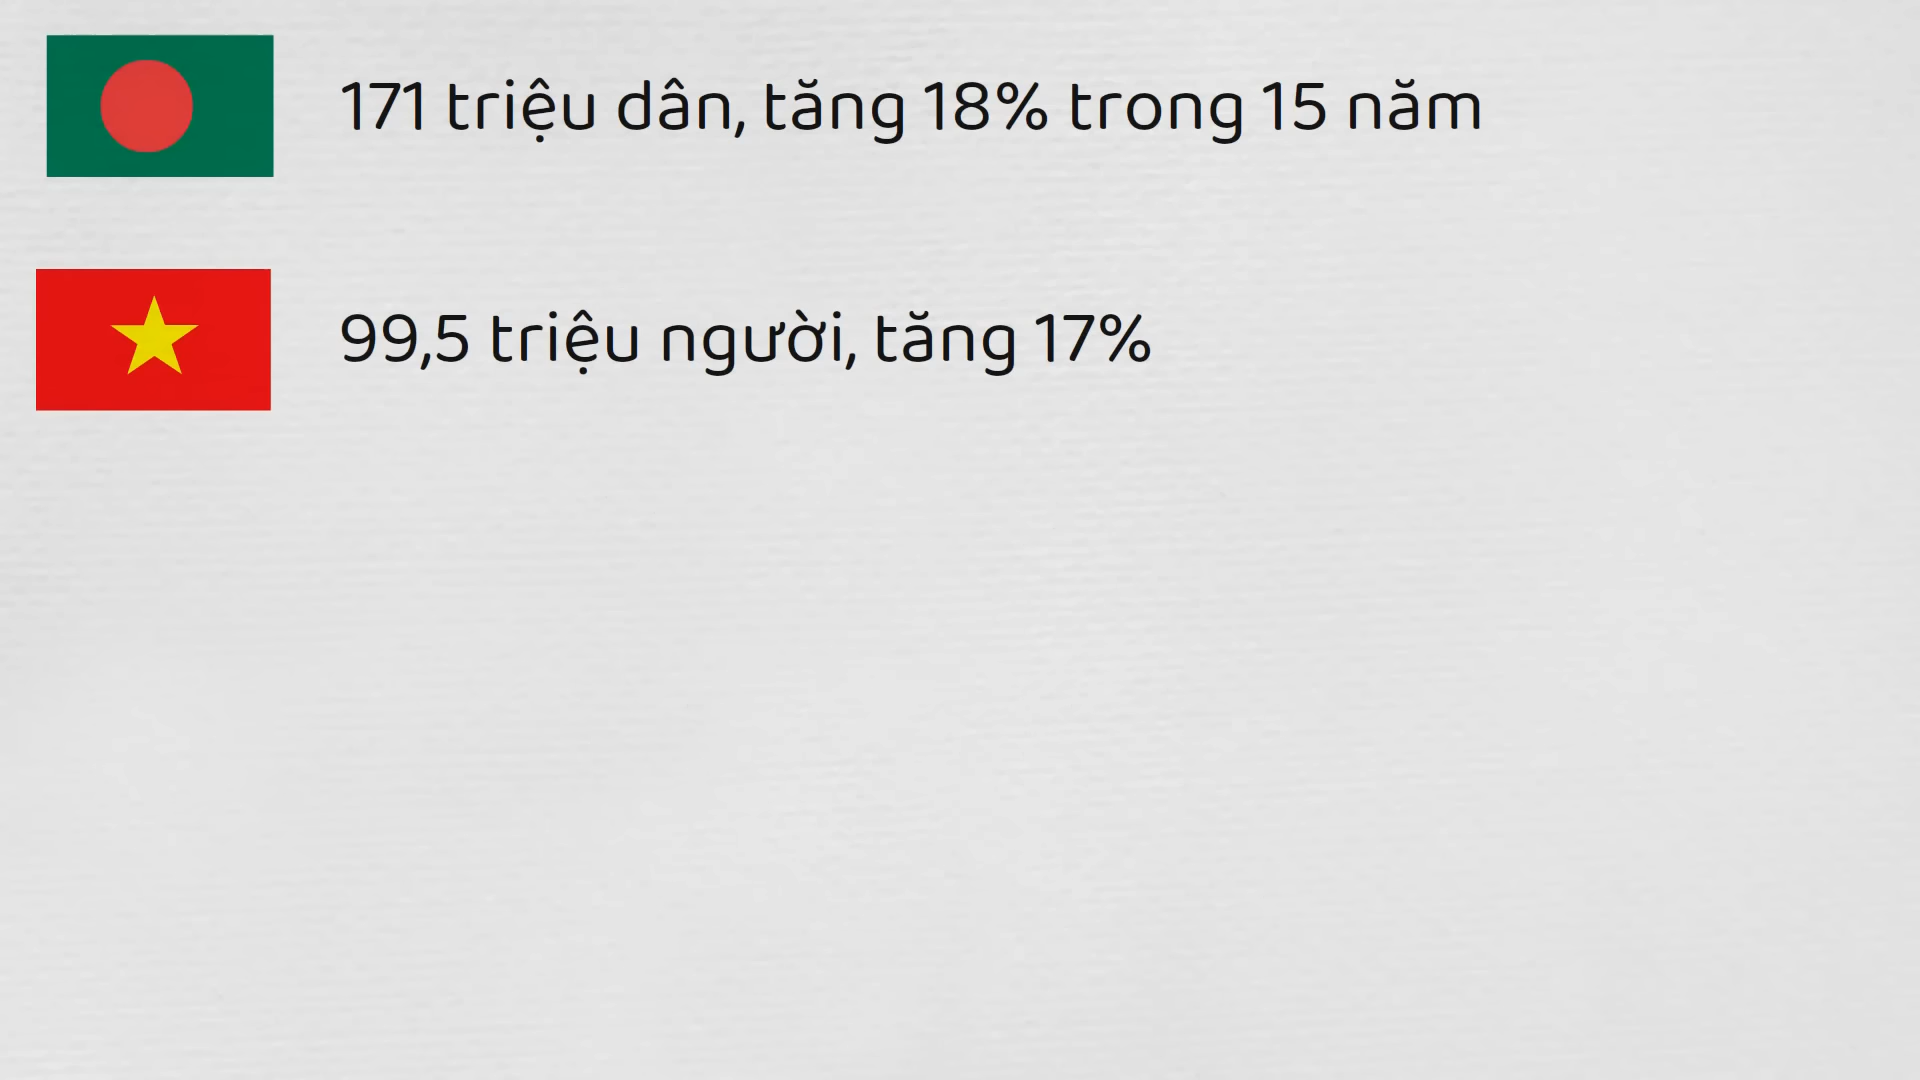 171 triệu dân, tăng 18% trong 15 năm
99,5 triệu người, tăng 17%